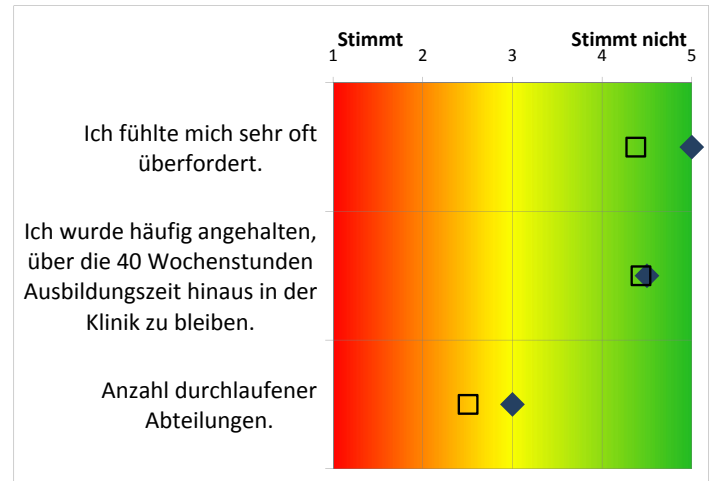 Stimmt Stimmt nicht
1 2 3 4 5
Ich fühlte mich sehr oft
überfordert.
Ich wurde häufig angehalten,
über die 40 Wochenstunden
Ausbildungszeit hinaus in der
Klinik zu bleiben.
Anzahl durchlaufener
Abteilungen.